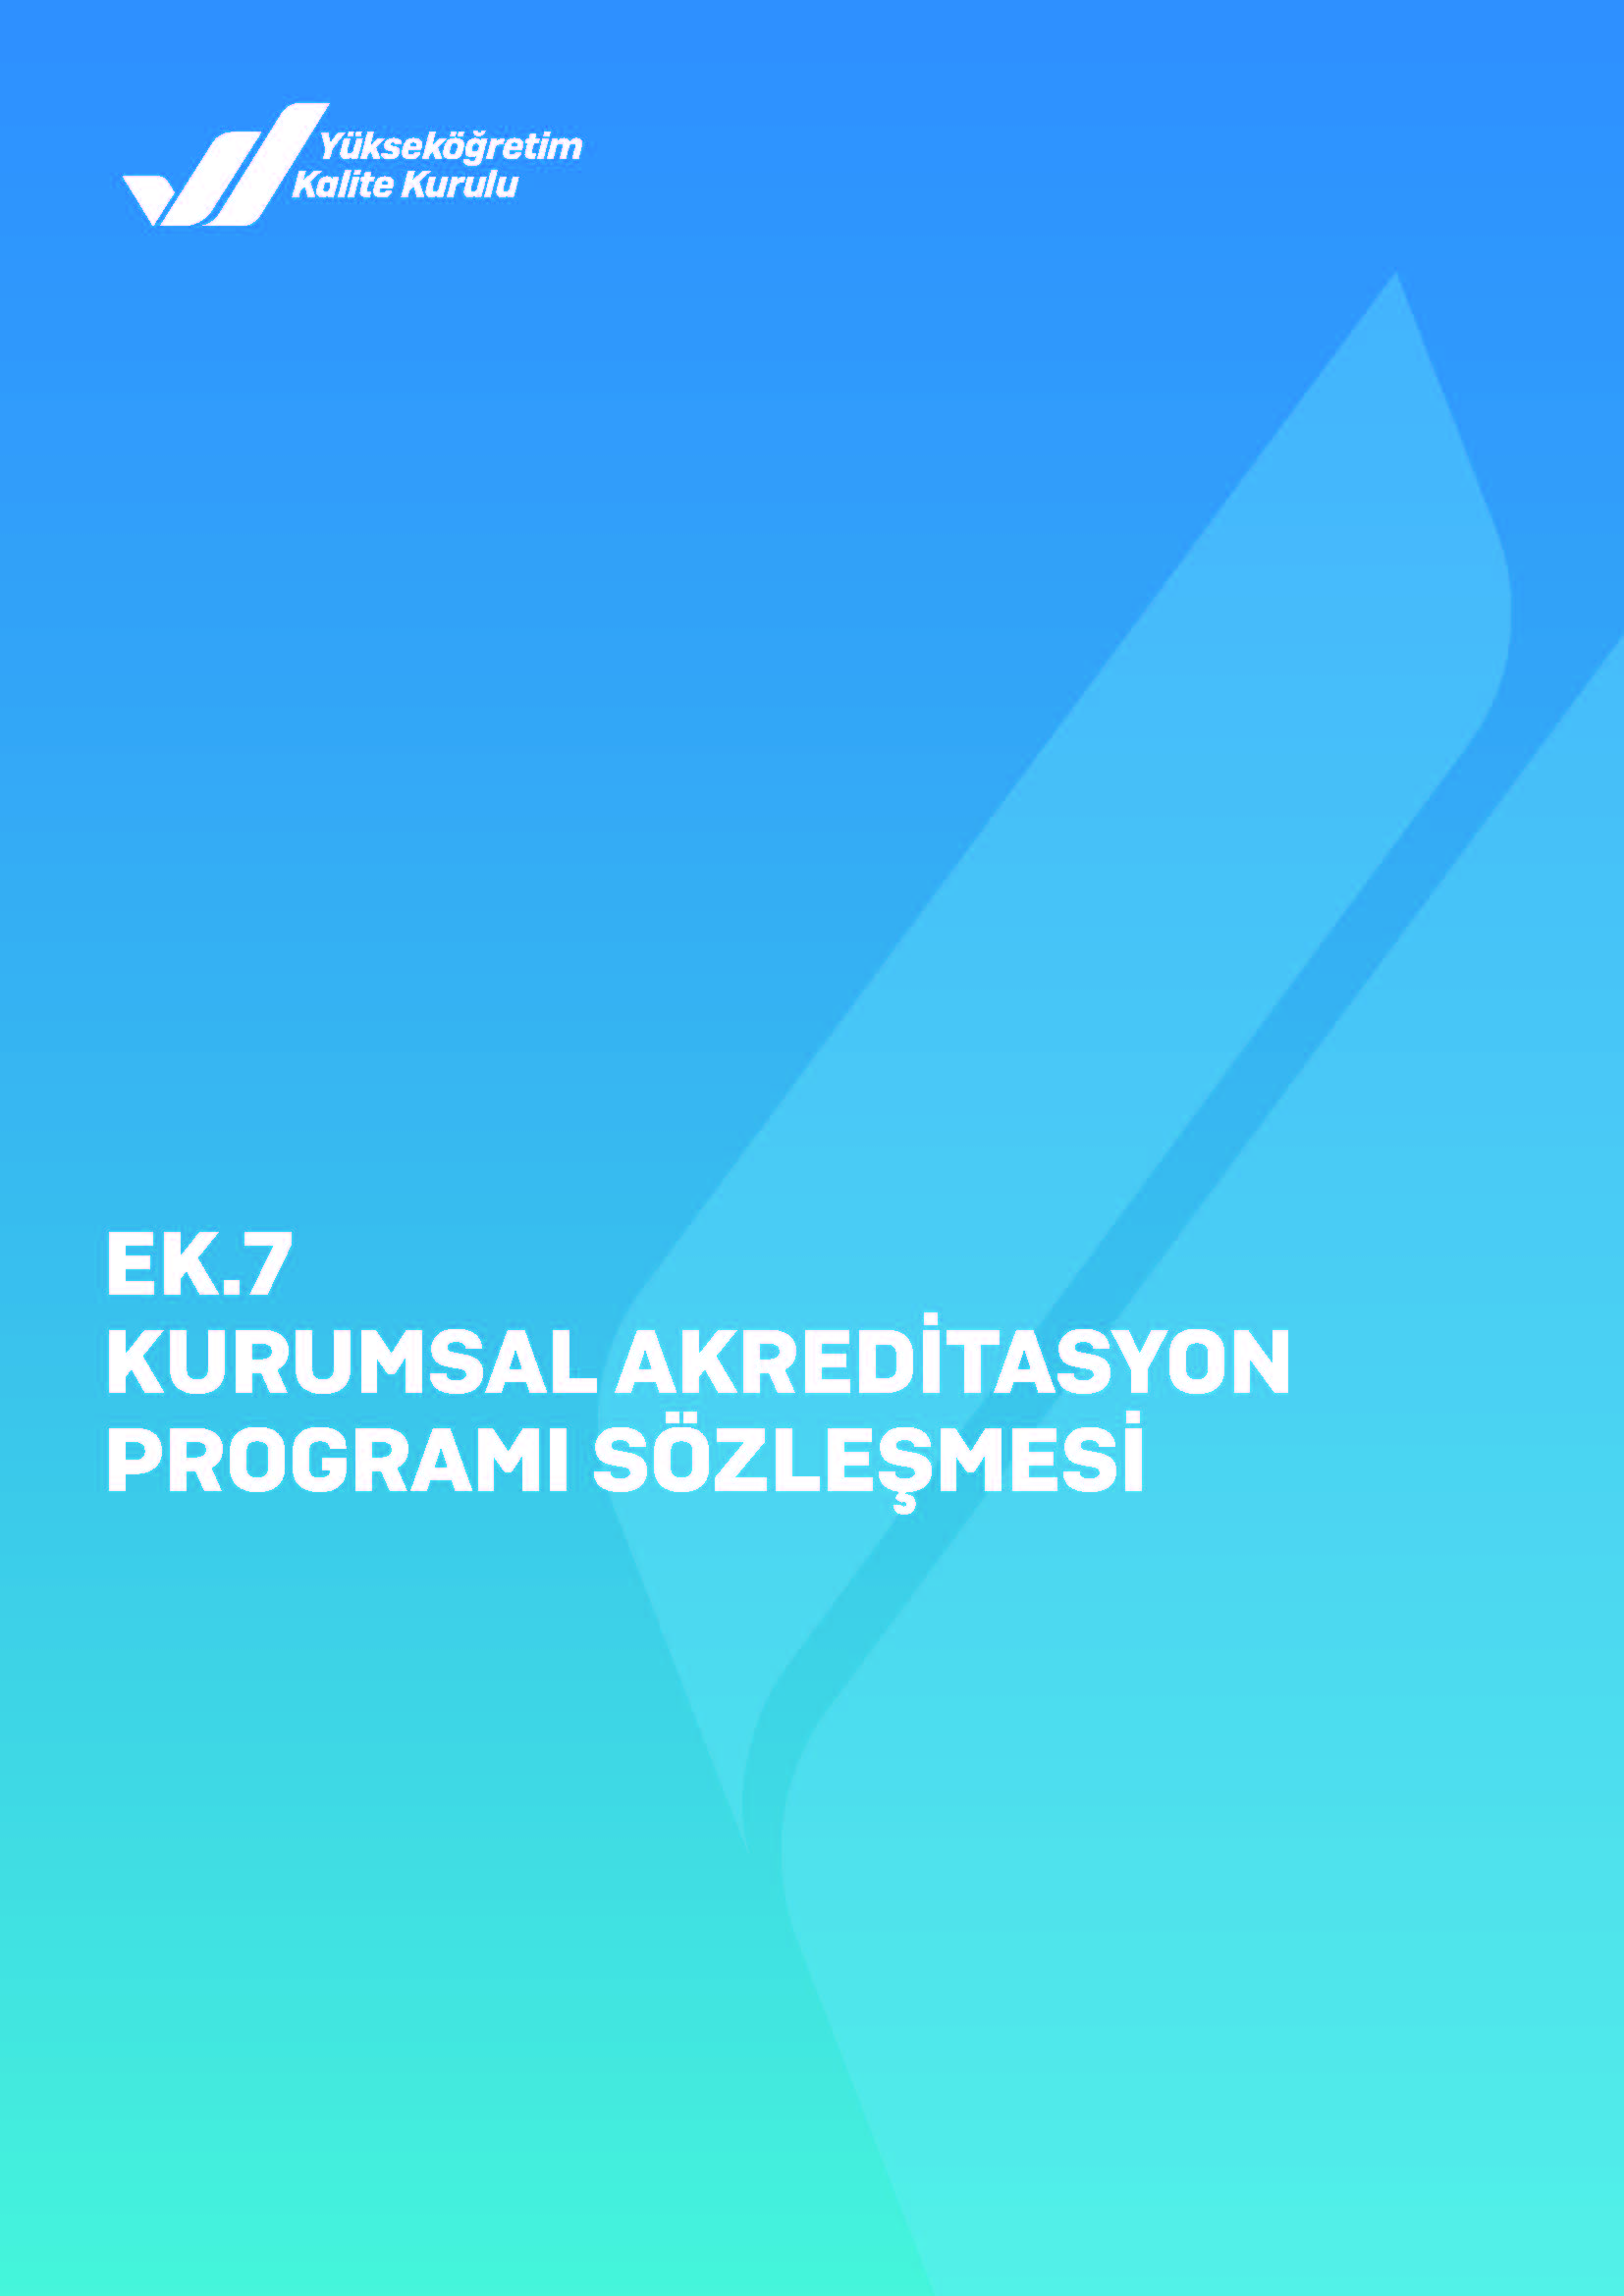 Yükseköğretim
Kalite Kurulu
EK.7
KURUMSAL AKREDİTASYON
PROGRAMI SÖZLEŞMESİ